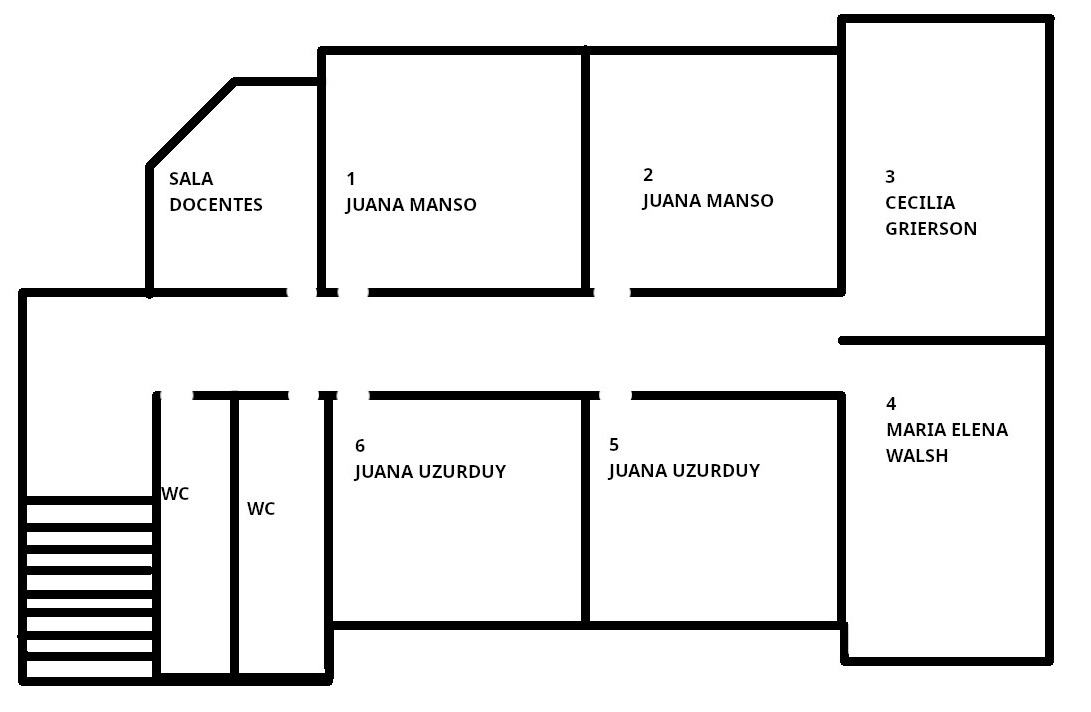 SALA
DOCENTES
1
JUANA MANSO
2
JUANA MANSO
3
CECILIA
GRIERSON
4
MARIA ELENA
WALSH
6
JUANA UZURDUY
5
JUANA UZURDUY
WC
WC